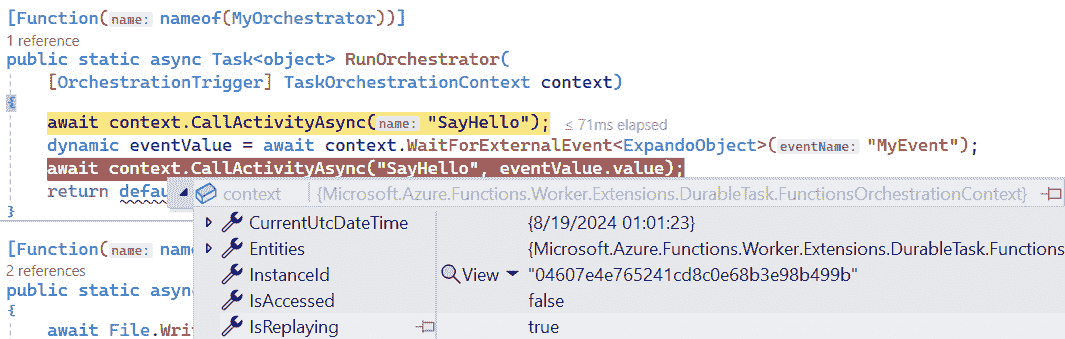 [Function(name: nameof(MyOrchestrator))]
1 reference
public static async Task<object> RunOrchestrator(
[OrchestrationTrigger] TaskOrchestrationContext context)
{
await context.CallActivityAsync(name: "SayHello"); ≤ 71ms elapsed
dynamic eventValue = await context.WaitForExternalEvent<ExpandoObject>(eventName: "MyEvent");
await context.CallActivityAsync("SayHello", eventValue.value);
return defau
context {Microsoft.Azure.Functions.Worker.Extensions.DurableTask.FunctionsOrchestrationContext}
}
CurrentUtcDateTime {8/19/2024 01:01:23}
[Function(na
Entities {Microsoft.Azure.Functions.Worker.Extensions.DurableTask.Functions
2 references
InstanceId View "04607e4e765241cd8c0e68b3e98b499b"
public static asyn
IsAccessed false
{
await File.Wri
IsReplaying true